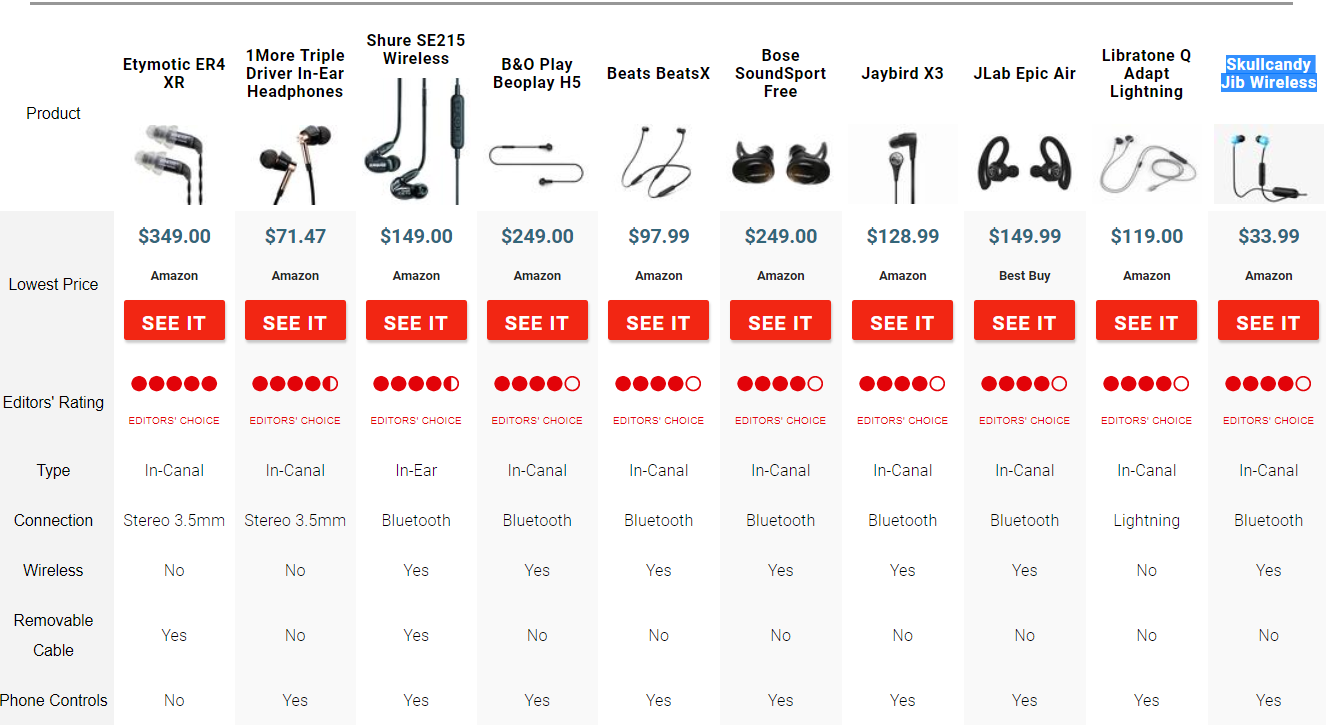 Product
Etymotic ER4
XR
1More Triple
Driver In-Ear
Headphones
Shure SE215
Wireless
B&O Play
Beoplay H5
Beats BeatsX
Bose
SoundSport
Free
Jaybird X3
JLab Epic Air
Libratone Q
Adapt
Lightning
Skullcandy
Jib Wireless
Lowest Price
$349.00 $71.47 $149.00 $249.00 $97.99 $249.00 $128.99 $149.99 $119.00 $33.99
Amazon Amazon Amazon Amazon Amazon Amazon Amazon Best Buy Amazon Amazon
SEE IT SEE IT SEE IT SEE IT SEE IT SEE IT SEE IT SEE IT SEE IT SEE IT
Editors' Rating
EDITORS' CHOICE EDITORS' CHOICE EDITORS' CHOICE EDITORS' CHOICE EDITORS' CHOICE EDITORS' CHOICE EDITORS' CHOICE EDITORS' CHOICE EDITORS' CHOICE EDITORS' CHOICE
Type In-Canal In-Canal In-Ear In-Canal In-Canal In-Canal In-Canal In-Canal In-Canal In-Canal
Connection Stereo 3.5mm Stereo 3.5mm Bluetooth Bluetooth Bluetooth Bluetooth Bluetooth Bluetooth Lightning Bluetooth
Wireless No No Yes Yes Yes Yes Yes Yes No Yes
Removable
Cable
Yes No Yes No No No No No No No
Phone Controls No Yes Yes Yes Yes Yes Yes Yes Yes Yes